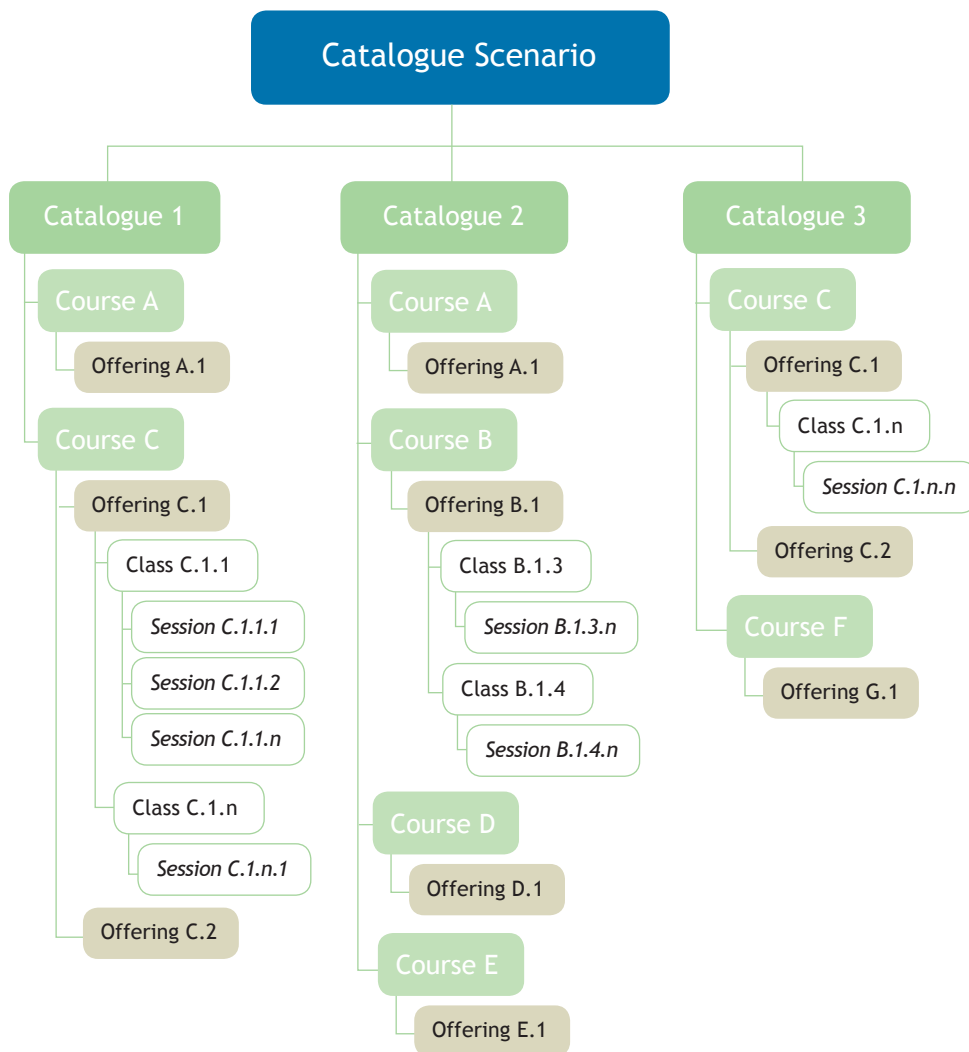 Catalogue Scenario
Catalogue 1
Course A
Offering A.1
Course C
Offering C.1
Class C.1.1
Session C.1.1.1
Session C.1.1.2
Session C.1.1.n
Class C.1.n
Session C.1.n.1
Offering C.2
Catalogue 2
Course A
Offering A.1
Course B
Offering B.1
Class B.1.3
Session B.1.3.n
Class B.1.4
Session B.1.4.n
Course D
Offering D.1
Course E
Offering E.1
Catalogue 3
Course C
Offering C.1
Class C.1.n
Session C.1.n.n
Offering C.2
Course F
Offering G.1